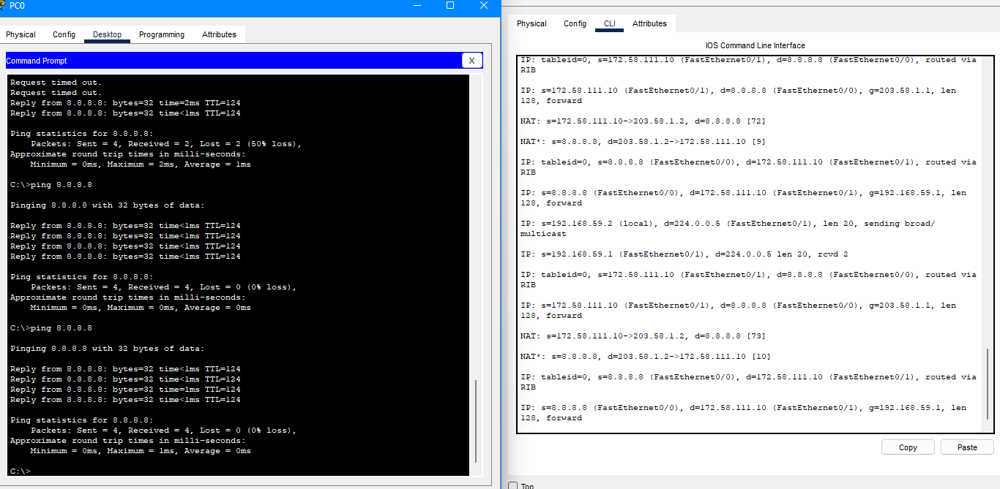 PC0
Physical Config Desktop Programming Attributes
Command Prompt
X
Request timed out.
Request timed out.
Reply from 8.8.8.8: bytes=32 time=2ms TTL=124
Reply from 8.8.8.8: bytes=32 time<1ms TTL=124
Ping statistics for 8.8.8.8:
Packets: Sent = 4, Received = 2, Lost = 2 (50% loss),
Approximate round trip times in milli-seconds:
Minimum = 0ms, Maximum = 2ms, Average = 1ms
C:\>ping 8.8.8.8
Pinging 8.8.8.8 with 32 bytes of data:
Reply from 8.8.8.8: bytes=32 time<1ms TTL=124
Reply from 8.8.8.8: bytes=32 time<1ms TTL=124
Reply from 8.8.8.8: bytes=32 time<1ms TTL=124
Reply from 8.8.8.8: bytes=32 time<1ms TTL=124
Ping statistics for 8.8.8.8:
Packets: Sent = 4, Received = 4, Lost = 0 (0% loss),
Approximate round trip times in milli-seconds:
Minimum = 0ms, Maximum = 0ms, Average = 0ms
C:\>ping 8.8.8.8
Pinging 8.8.8.8 with 32 bytes of data:
Reply from 8.8.8.8: bytes=32 time<1ms TTL=124
Reply from 8.8.8.8: bytes=32 time<1ms TTL=124
Reply from 8.8.8.8: bytes=32 time=1ms TTL=124
Reply from 8.8.8.8: bytes=32 time<1ms TTL=124
Ping statistics for 8.8.8.8:
Packets: Sent = 4, Received = 4, Lost = 0 (0% loss),
Approximate round trip times in milli-seconds:
Minimum = 0ms, Maximum = 1ms, Average = 0ms
C:\>
Physical Config CLI Attributes
IOS Command Line Interface
IP: tableid=0, s=172.58.111.10 (FastEthernet0/1), d=8.8.8.8 (FastEthernet0/0), routed via
RIB
IP: s=172.58.111.10 (FastEthernet0/1), d=8.8.8.8 (FastEthernet0/0), g=203.58.1.1, len
128, forward
NAT: s=172.58.111.10->203.58.1.2, d=8.8.8.8 [72]
NAT*: s=8.8.8.8, d=203.58.1.2->172.58.111.10 [9]
IP: tableid=0, s=8.8.8.8 (FastEthernet0/0), d=172.58.111.10 (FastEthernet0/1), routed via
RIB
IP: s=8.8.8.8 (FastEthernet0/0), d=172.58.111.10 (FastEthernet0/1), g=192.168.59.1, len
128, forward
IP: s=192.168.59.2 (local), d=224.0.0.5 (FastEthernet0/1), len 20, sending broad/
multicast
IP: s=192.168.59.1 (FastEthernet0/1), d=224.0.0.5 len 20, rcvd 2
IP: tableid=0, s=172.58.111.10 (FastEthernet0/1), d=8.8.8.8 (FastEthernet0/0), routed via
RIB
IP: s=172.58.111.10 (FastEthernet0/1), d=8.8.8.8 (FastEthernet0/0), g=203.58.1.1, len
128, forward
NAT: s=172.58.111.10->203.58.1.2, d=8.8.8.8 [73]
NAT*: s=8.8.8.8, d=203.58.1.2->172.58.111.10 [10]
IP: tableid=0, s=8.8.8.8 (FastEthernet0/0), d=172.58.111.10 (FastEthernet0/1), routed via
RIB
IP: s=8.8.8.8 (FastEthernet0/0), d=172.58.111.10 (FastEthernet0/1), g=192.168.59.1, len
128, forward
Copy Paste
Top